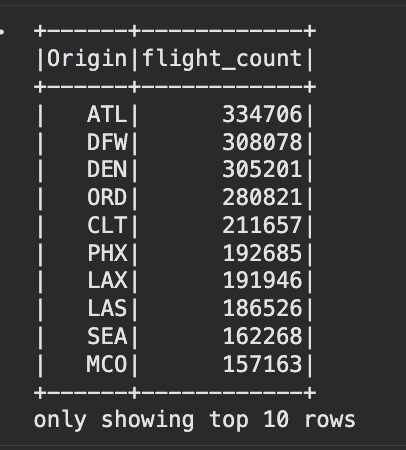 +------+------------+
|Origin|flight_count|
+------+------------+
|   ATL|      334706|
|   DFW|      308078|
|   DEN|      305201|
|   ORD|      280821|
|   CLT|      211657|
|   PHX|      192685|
|   LAX|      191946|
|   LAS|      186526|
|   SEA|      162268|
|   MCO|      157163|
+------+------------+
only showing top 10 rows